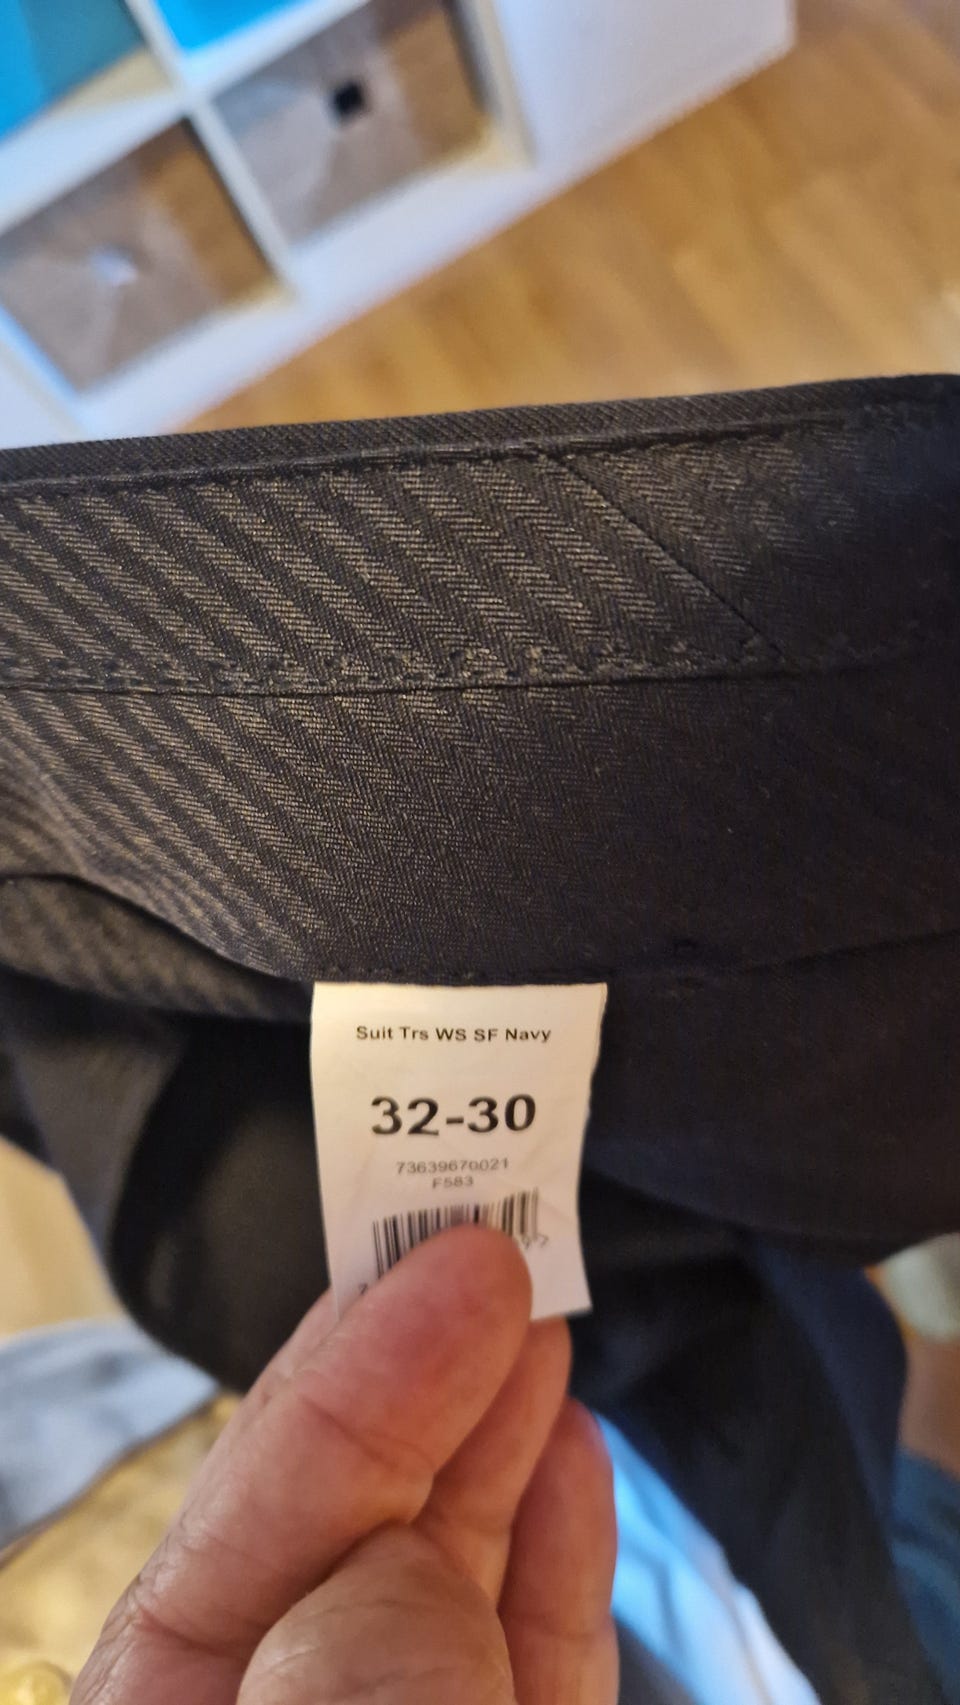 Suit Trs WS SF Navy
32-30
73639670021
F583